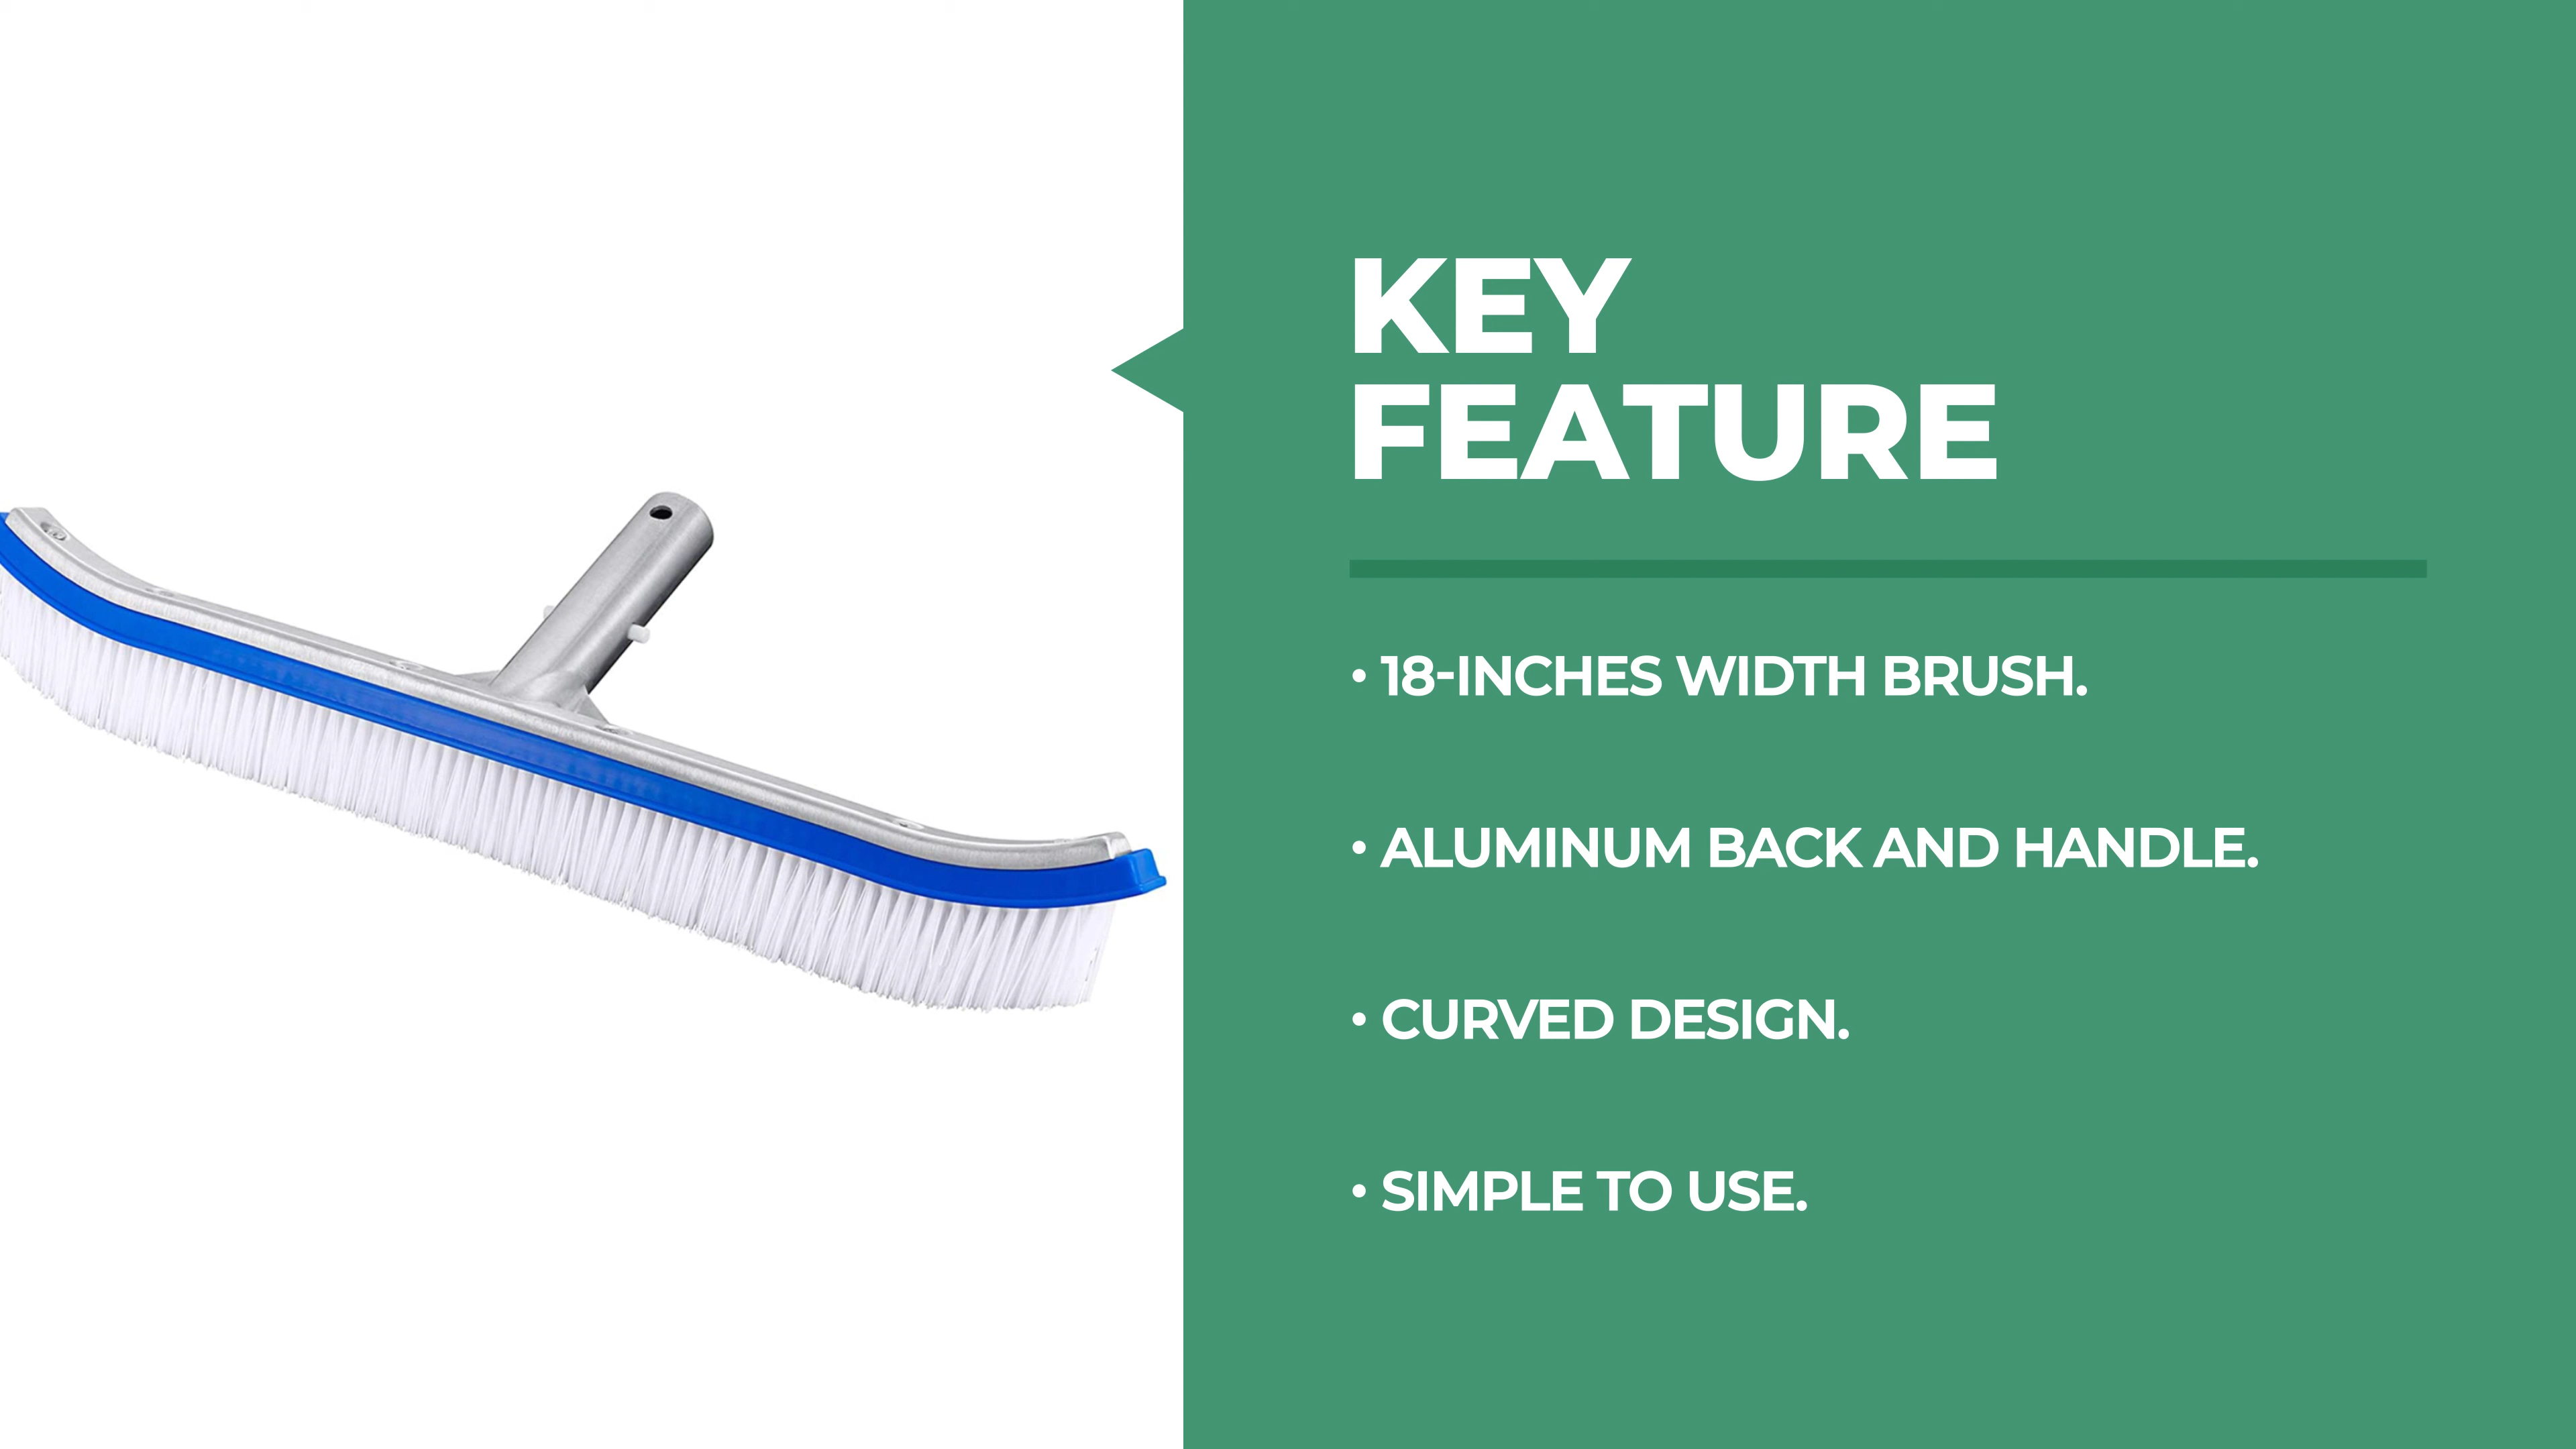 KEY
FEATURE
• 18-INCHES WIDTH BRUSH.
• ALUMINUM BACK AND HANDLE.
• CURVED DESIGN.
• SIMPLE TO USE.